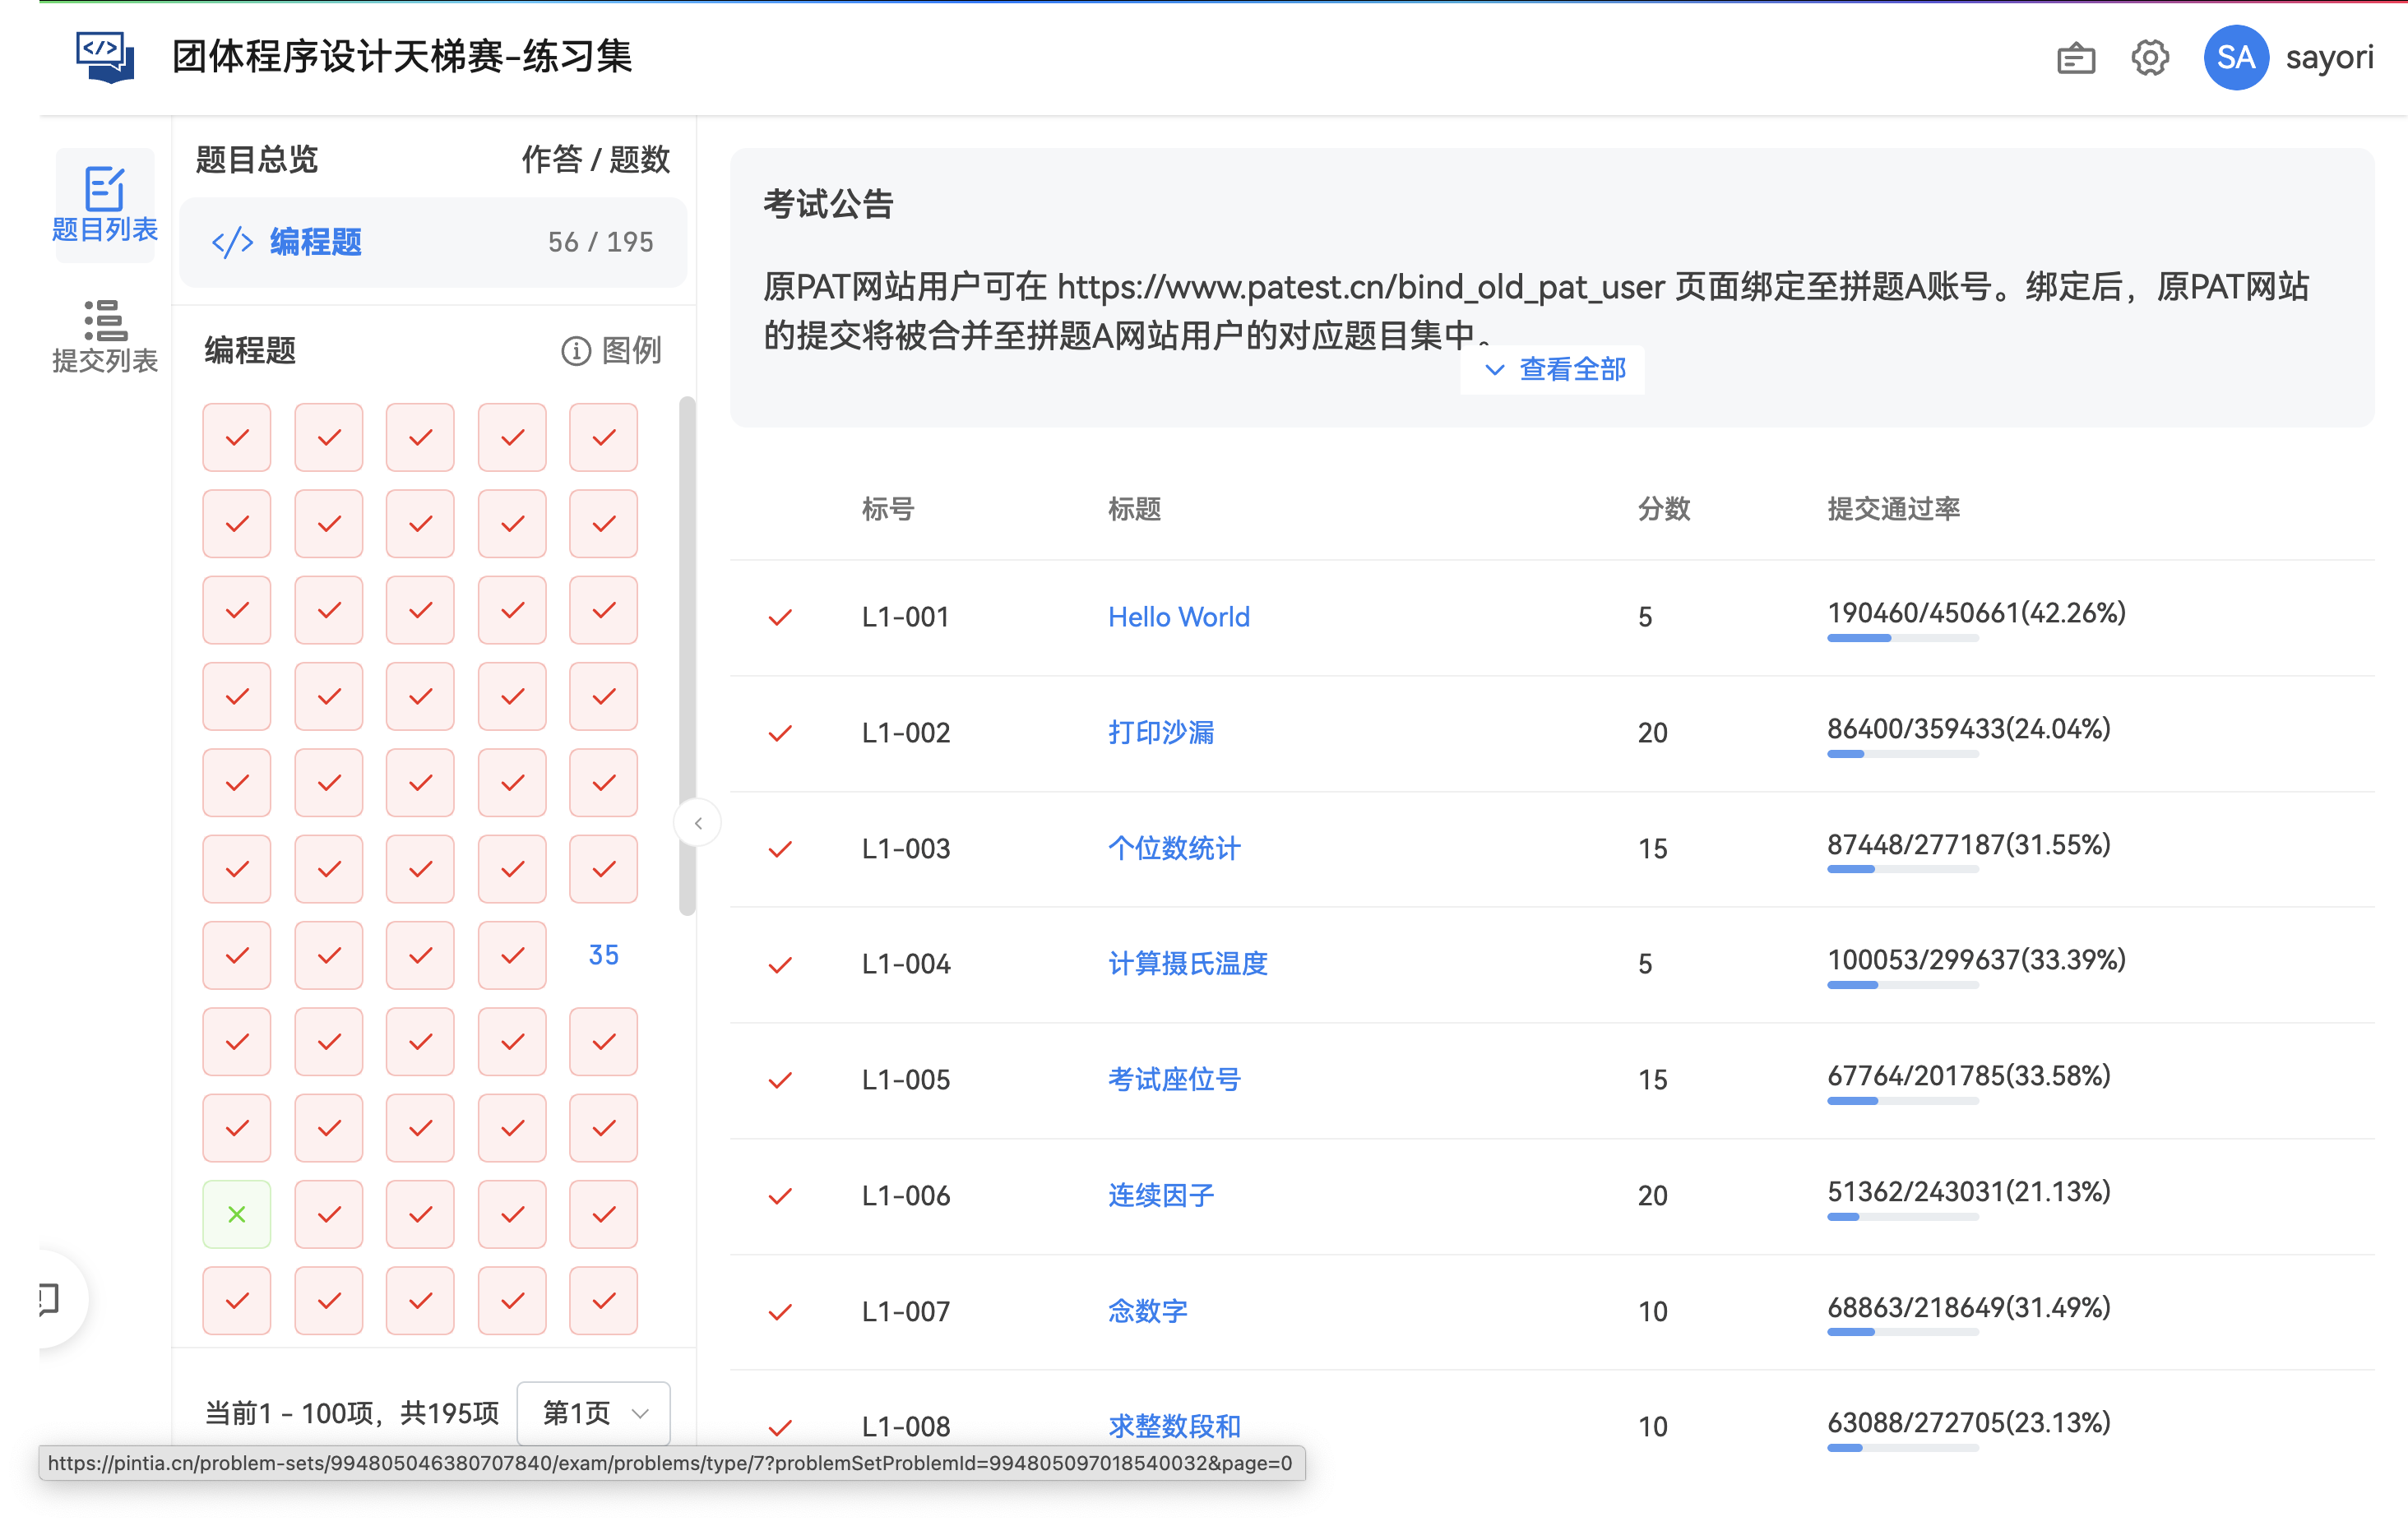 团体程序设计天梯赛-练习集
SA
sayori
题目列表
提交列表
题目总览
作答 / 题数
</> 编程题
56 / 195
编程题
图例
35
当前1 - 100项，共195项
第1页
考试公告
原PAT网站用户可在 https://www.patest.cn/bind_old_pat_user 页面绑定至拼题A账号。绑定后，原PAT网站
的提交将被合并至拼题A网站用户的对应题目集中。
查看全部
标号 标题 分数 提交通过率
L1-001 Hello World 5 190460/450661(42.26%)
L1-002 打印沙漏 20 86400/359433(24.04%)
L1-003 个位数统计 15 87448/277187(31.55%)
L1-004 计算摄氏温度 5 100053/299637(33.39%)
L1-005 考试座位号 15 67764/201785(33.58%)
L1-006 连续因子 20 51362/243031(21.13%)
L1-007 念数字 10 68863/218649(31.49%)
L1-008 求整数段和 10 63088/272705(23.13%)
https://pintia.cn/problem-sets/994805046380707840/exam/problems/type/7?problemSetProblemId=994805097018540032&page=0